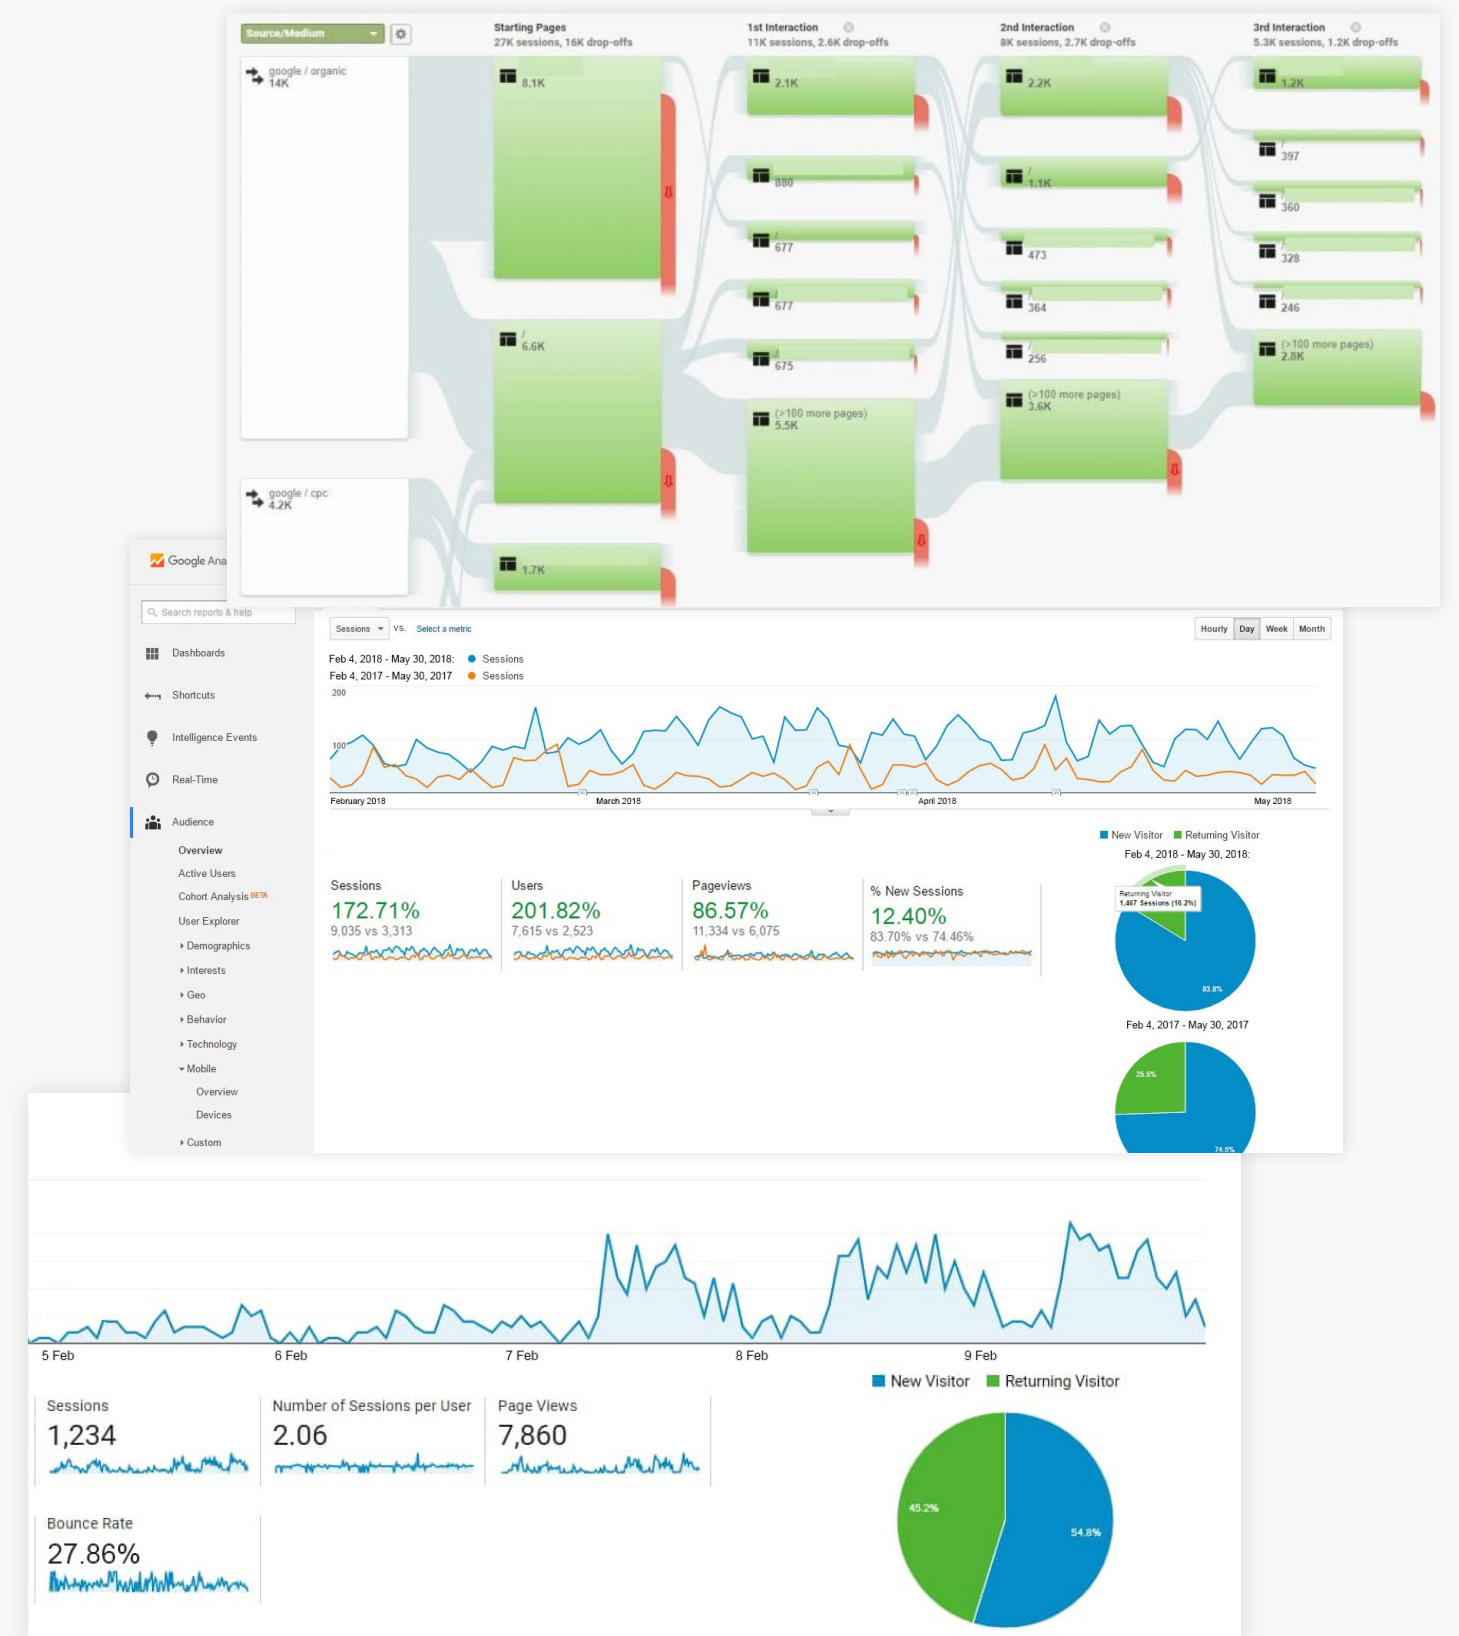 Source/Medium
Starting Pages
27K sessions, 16K drop-offs
1st Interaction
11K sessions, 2.6K drop-offs
2nd Interaction
8K sessions, 2.7K drop-offs
3rd Interaction
5.3K sessions, 1.2K drop-offs
google / organic
14K
8.1K
2.1K
2.2K
1.2K
/
397
880
/
1.1K
/
360
/
677
473
/
328
/
677
364
/
246
/
6.6K
675
/
256
(>100 more pages)
2.8K
(>100 more pages)
5.5K
(>100 more pages)
3.6K
google / cpc
4.2K
1.7K
Google Ana
Search reports & help
Dashboards
Shortcuts
Intelligence Events
Real-Time
Audience
Overview
Active Users
Cohort Analysis BETA
User Explorer
Demographics
Interests
Geo
Behavior
Technology
Mobile
Overview
Devices
Custom
Sessions VS. Select a metric
Hourly Day Week Month
Feb 4, 2018 - May 30, 2018: Sessions
Feb 4, 2017 - May 30, 2017 Sessions
200
100
February 2018 March 2018 April 2018 May 2018
Sessions
172.71%
9,035 vs 3,313
Users
201.82%
7,615 vs 2,523
Pageviews
86.57%
11,334 vs 6,075
% New Sessions
12.40%
83.70% vs 74.46%
New Visitor Returning Visitor
Feb 4, 2018 - May 30, 2018:
Returning Visitor
1,467 Sessions (16.2%)
83.8%
Feb 4, 2017 - May 30, 2017
25.5%
74.5%
5 Feb 6 Feb 7 Feb 8 Feb 9 Feb
New Visitor Returning Visitor
Sessions
1,234
Number of Sessions per User
2.06
Page Views
7,860
Bounce Rate
27.86%
45.2%
54.8%